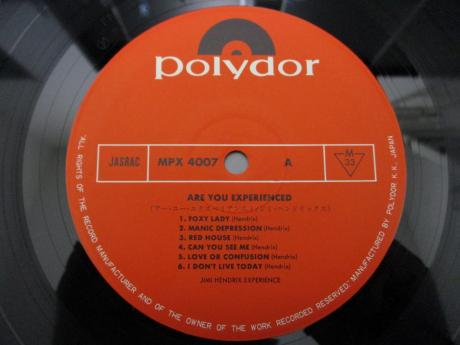 polydor
JASRAC
MPX 4007
A
M
33
ARE YOU EXPERIENCED
1. FOXY LADY (Hendrix)
2. MANIC DEPRESSION (Hendrix)
3. RED HOUSE (Hendrix)
4. CAN YOU SEE ME (Hendrix)
5. LOVE OR CONFUSION (Hendrix)
6. I DON'T LIVE TODAY (Hendrix)
JIMI HENDRIX EXPERIENCE
"ALL RIGHTS OF THE RECORD MANUFACTURER AND OF THE OWNER OF THE WORK RECORDED RESERVED" MANUFACTURED BY POLYDOR K.K. JAPAN